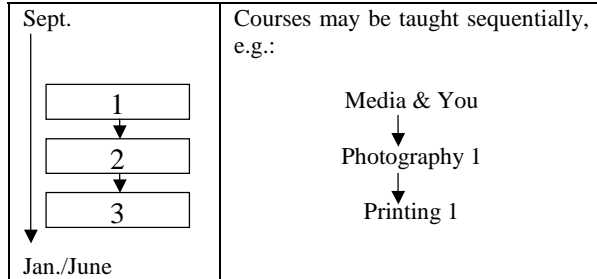 Sept.
1
2
3
Jan./June
Courses may be taught sequentially,
e.g.:
Media & You
Photography 1
Printing 1